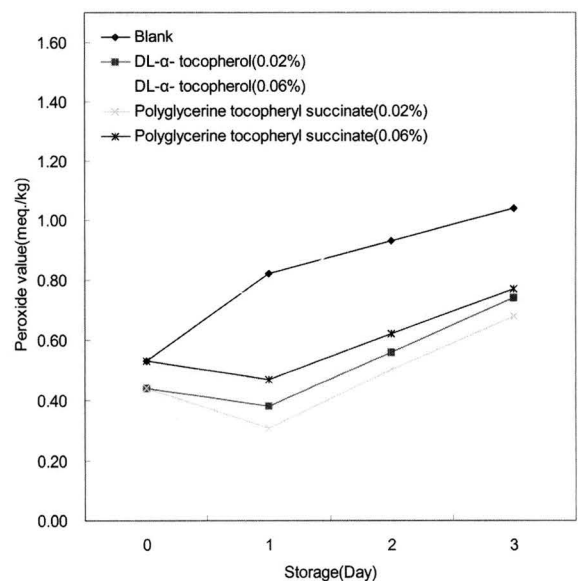 1.60
1.40
1.20
1.00
0.80
0.60
0.40
0.20
0.00
Peroxide value(meq./kg)
Blank
DL-α- tocopherol(0.02%)
DL-α- tocopherol(0.06%)
Polyglycerine tocopheryl succinate(0.02%)
Polyglycerine tocopheryl succinate(0.06%)
0 1 2 3
Storage(Day)